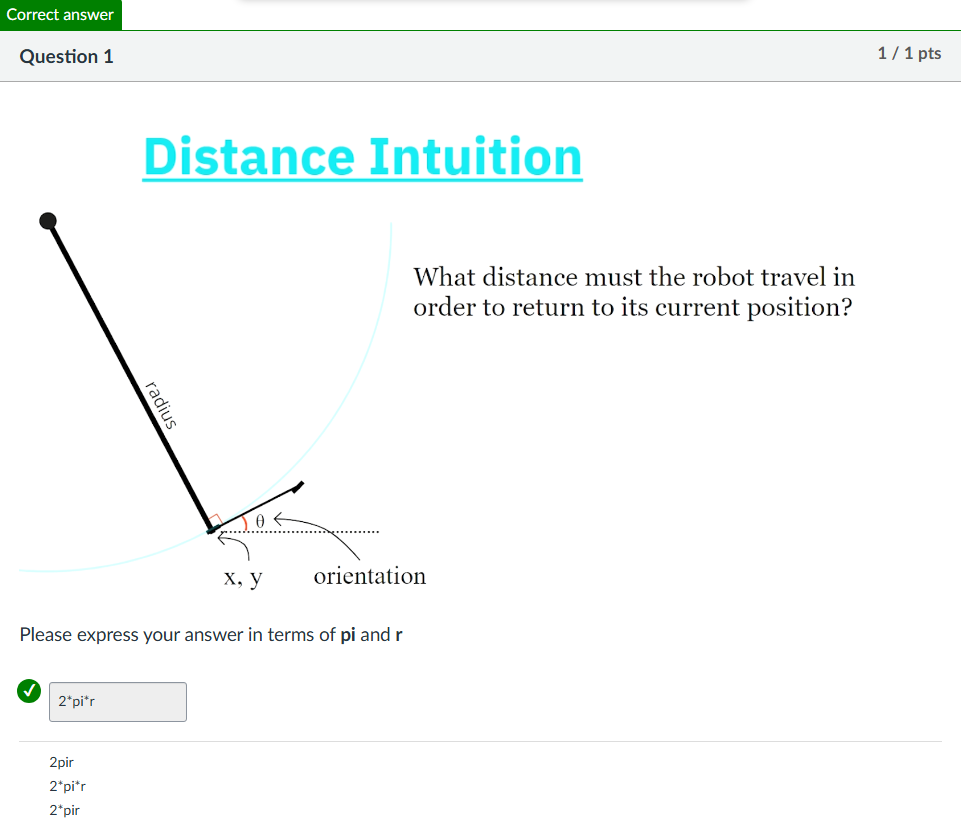 Correct answer
Question 1
1 / 1 pts
Distance Intuition
What distance must the robot travel in
order to return to its current position?
radius
θ
x, y
orientation
Please express your answer in terms of pi and r
2*pi*r
2pir
2*pi*r
2*pir